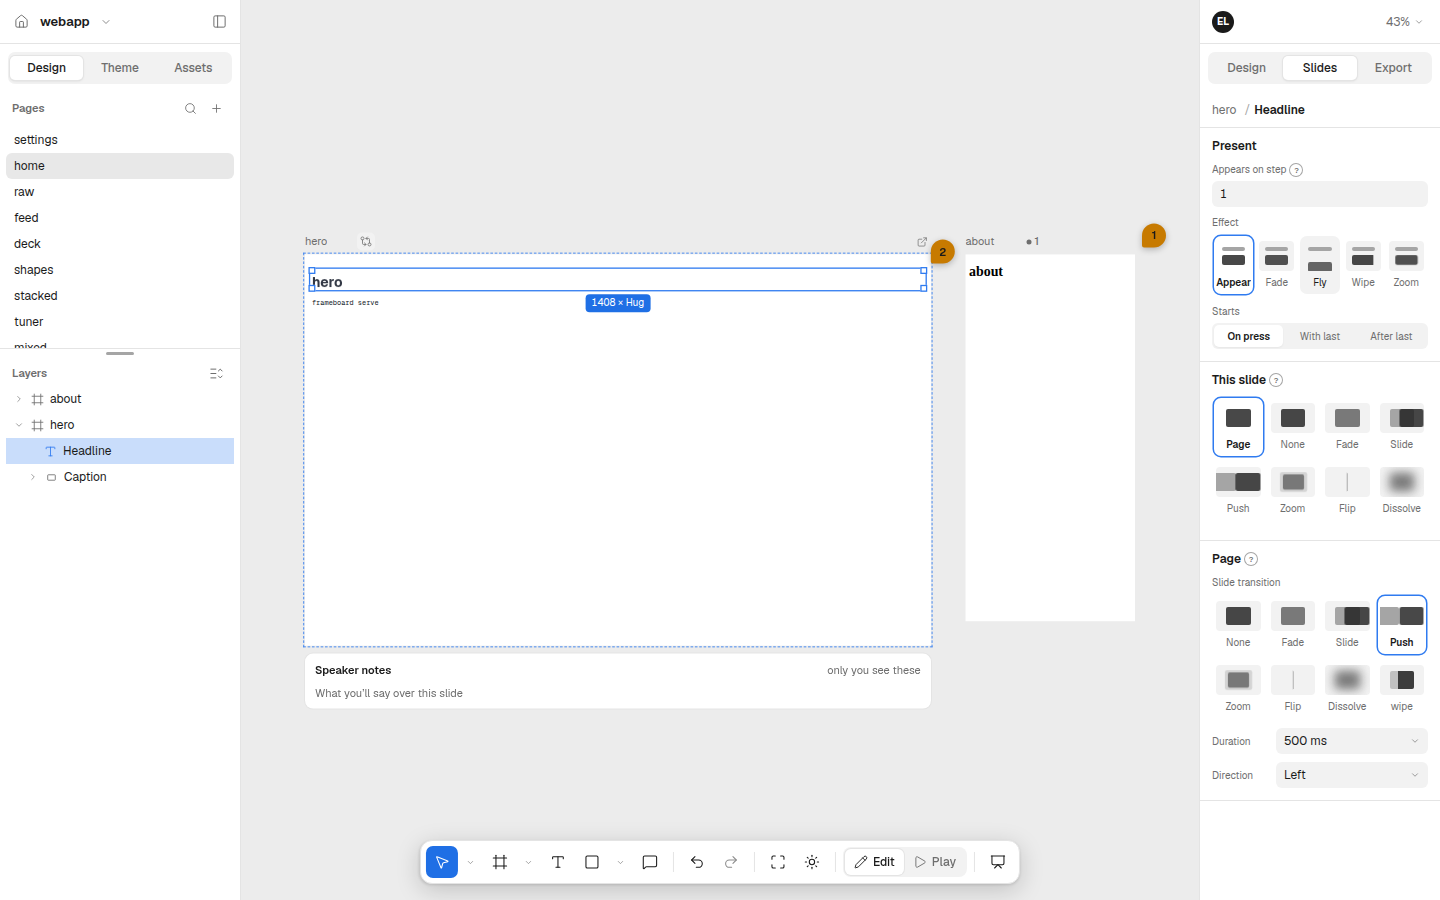 webapp
Design Theme Assets
Pages
settings
home
raw
feed
deck
shapes
stacked
tuner
mixed
Layers
about
hero
Headline
Caption
hero
2
about 1
1
hero
frameboard serve
1408 × Hug
about
Speaker notes only you see these
What you'll say over this slide
Edit Play
EL 43%
Design Slides Export
hero / Headline
Present
Appears on step ?
1
Effect
Appear Fade Fly Wipe Zoom
Starts
On press With last After last
This slide ?
Page None Fade Slide
Push Zoom Flip Dissolve
Page ?
Slide transition
None Fade Slide Push
Zoom Flip Dissolve wipe
Duration 500 ms
Direction Left